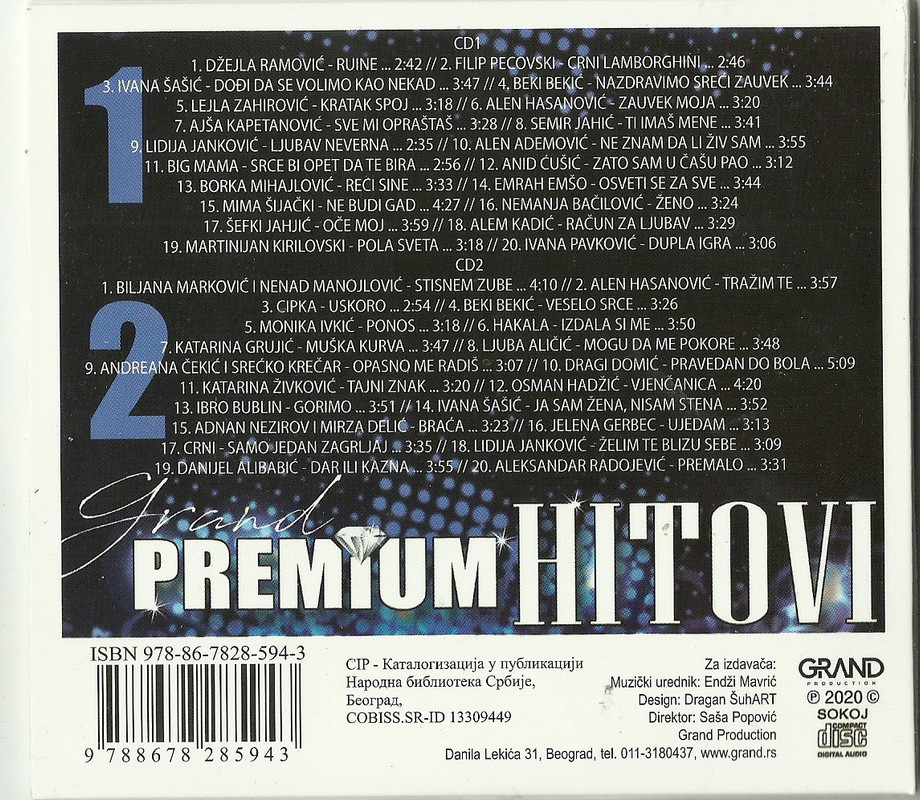 CD1
1. DŽEJLA RAMOVIĆ - RUINE ... 2:42 // 2. FILIP PECOVSKI - CRNI LAMBORGHINI ... 2:46
3. IVANA ŠAŠIĆ - DOĐI DA SE VOLIMO KAO NEKAD ... 3:47 // 4. BEKI BEKIĆ - NAZDRAVIMO SREĆI ZAUVEK ... 3:44
5. LEJLA ZAHIROVIĆ - KRATAK SPOJ ... 3:18 // 6. ALEN HASANOVIĆ - ZAUVEK MOJA ... 3:20
7. AJŠA KAPETANOVIĆ - SVE MI OPRAŠTAŠ ... 3:28 // 8. SEMIR JAHIĆ - TI IMAŠ MENE ... 3:41
9. LIDIJA JANKOVIĆ - LJUBAV NEVERNA ... 2:35 // 10. ALEN ADEMOVIĆ - NE ZNAM DA LI ŽIV SAM ... 3:55
11. BIG MAMA - SRCE BI OPET DA TE BIRA ... 2:56 // 12. ANID ĆUŠIĆ - ZATO SAM U ČAŠU PAO ... 3:12
13. BORKA MIHAJLOVIĆ - REĆI SINE ... 3:33 // 14. EMRAH EMŠO - OSVETI SE ZA SVE ... 3:44
15. MIMA ŠIJAČKI - NE BUDI GAD ... 4:27 // 16. NEMANJA BAĆILOVIĆ - ŽENO ... 3:24
17. ŠEFKI JAHJIĆ - OČE MOJ ... 3:59 // 18. ALEM KADIĆ - RAČUN ZA LJUBAV ... 3:29
19. MARTINIJAN KIRILOVSKI - POLA SVETA ... 3:18 // 20. IVANA PAVKOVIĆ - DUPLA IGRA ... 3:06
1
CD2
1. BILJANA MARKOVIĆ I NENAD MANOJLOVIĆ - STISNEM ZUBE ... 4:10 // 2. ALEN HASANOVIĆ - TRAŽIM TE ... 3:57
3. CIPKA - USKORO ... 2:54 // 4. BEKI BEKIĆ - VESELO SRCE ... 3:26
5. MONIKA IVKIĆ - PONOS ... 3:18 // 6. HAKALA - IZDALA SI ME ... 3:50
7. KATARINA GRUJIĆ - MUŠKA KURVA ... 3:47 // 8. LJUBA ALIČIĆ - MOGU DA ME POKORE ... 3:48
9. ANDREANA ČEKIĆ I SREĆKO KREČAR - OPASNO ME RADIŠ ... 3:07 // 10. DRAGI DOMIĆ - PRAVEDAN DO BOLA ... 5:09
11. KATARINA ŽIVKOVIĆ - TAJNI ZNAK ... 3:20 // 12. OSMAN HADŽIĆ - VJENČANICA ... 4:20
13. IBRO BUBLIN - GORIMO ... 3:51 // 14. IVANA ŠAŠIĆ - JA SAM ŽENA, NISAM STENA ... 3:52
15. ADNAN NEZIROV I MIRZA DELIĆ - BRAĆA ... 3:23 // 16. JELENA GERBEC - UJEDAM ... 3:13
17. CRNI - SAMO JEDAN ZAGRLJAJ ... 3:35 // 18. LIDIJA JANKOVIĆ - ŽELIM TE BLIZU SEBE ... 3:09
19. DANIJEL ALIBABIĆ - DAR ILI KAZNA ... 3:55 // 20. ALEKSANDAR RADOJEVIĆ - PREMALO ... 3:31
2
Grand
PREMIUM HITOVI
ISBN 978-86-7828-594-3
9 788678 285943
CIP - Каталогизација у публикацији
Народна библиотека Србије,
Београд,
COBISS.SR-ID 13309449
Za izdavača:
Muzički urednik: Endži Mavrić
Design: Dragan ŠuhART
Direktor: Saša Popović
Grand Production
Danila Lekića 31, Beograd, tel. 011-3180437, www.grand.rs
GRAND
PRODUCTION
℗ 2020 ©
SOKOJ
COMPACT
disc
DIGITAL AUDIO